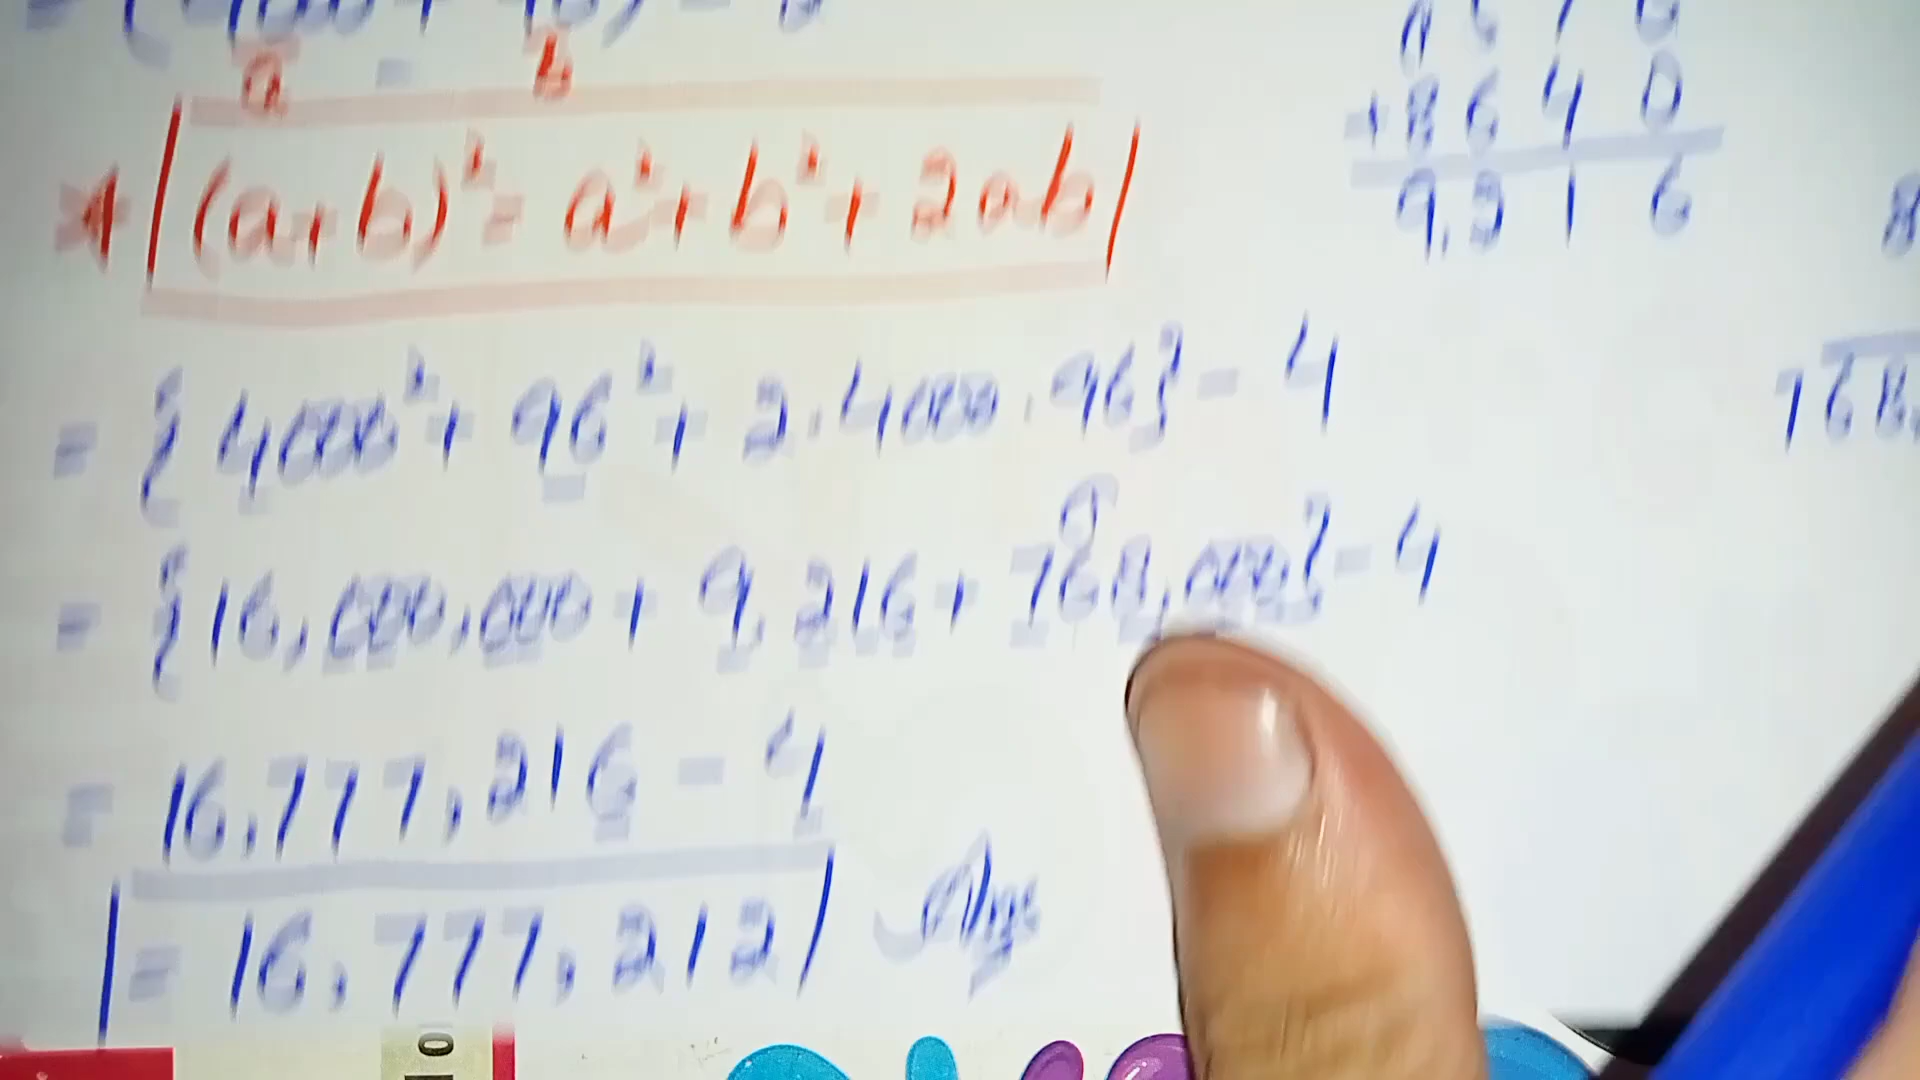 a b
(a+b)² = a² + b² + 2ab
= {4000² + 96² + 2.4000.96} - 4
= {16,000,000 + 9,216 + 768,000} - 4
= 16,777,216 - 4
= 16,777,212
+8640
9,216
768,